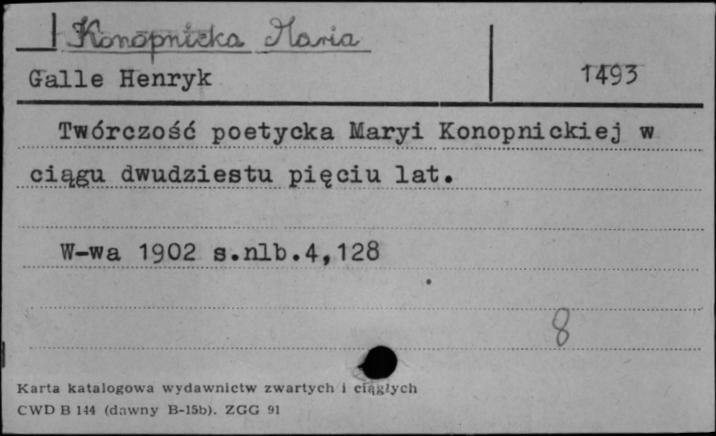 Konopnicka Maria
Galle Henryk
1493
Twórczość poetycka Maryi Konopnickiej w
ciągu dwudziestu pięciu lat.
W-wa 1902 s.nlb.4,128
8
Karta katalogowa wydawnictw zwartych i ciągłych
CWD B 144 (dawny B-15b). ZGG 91